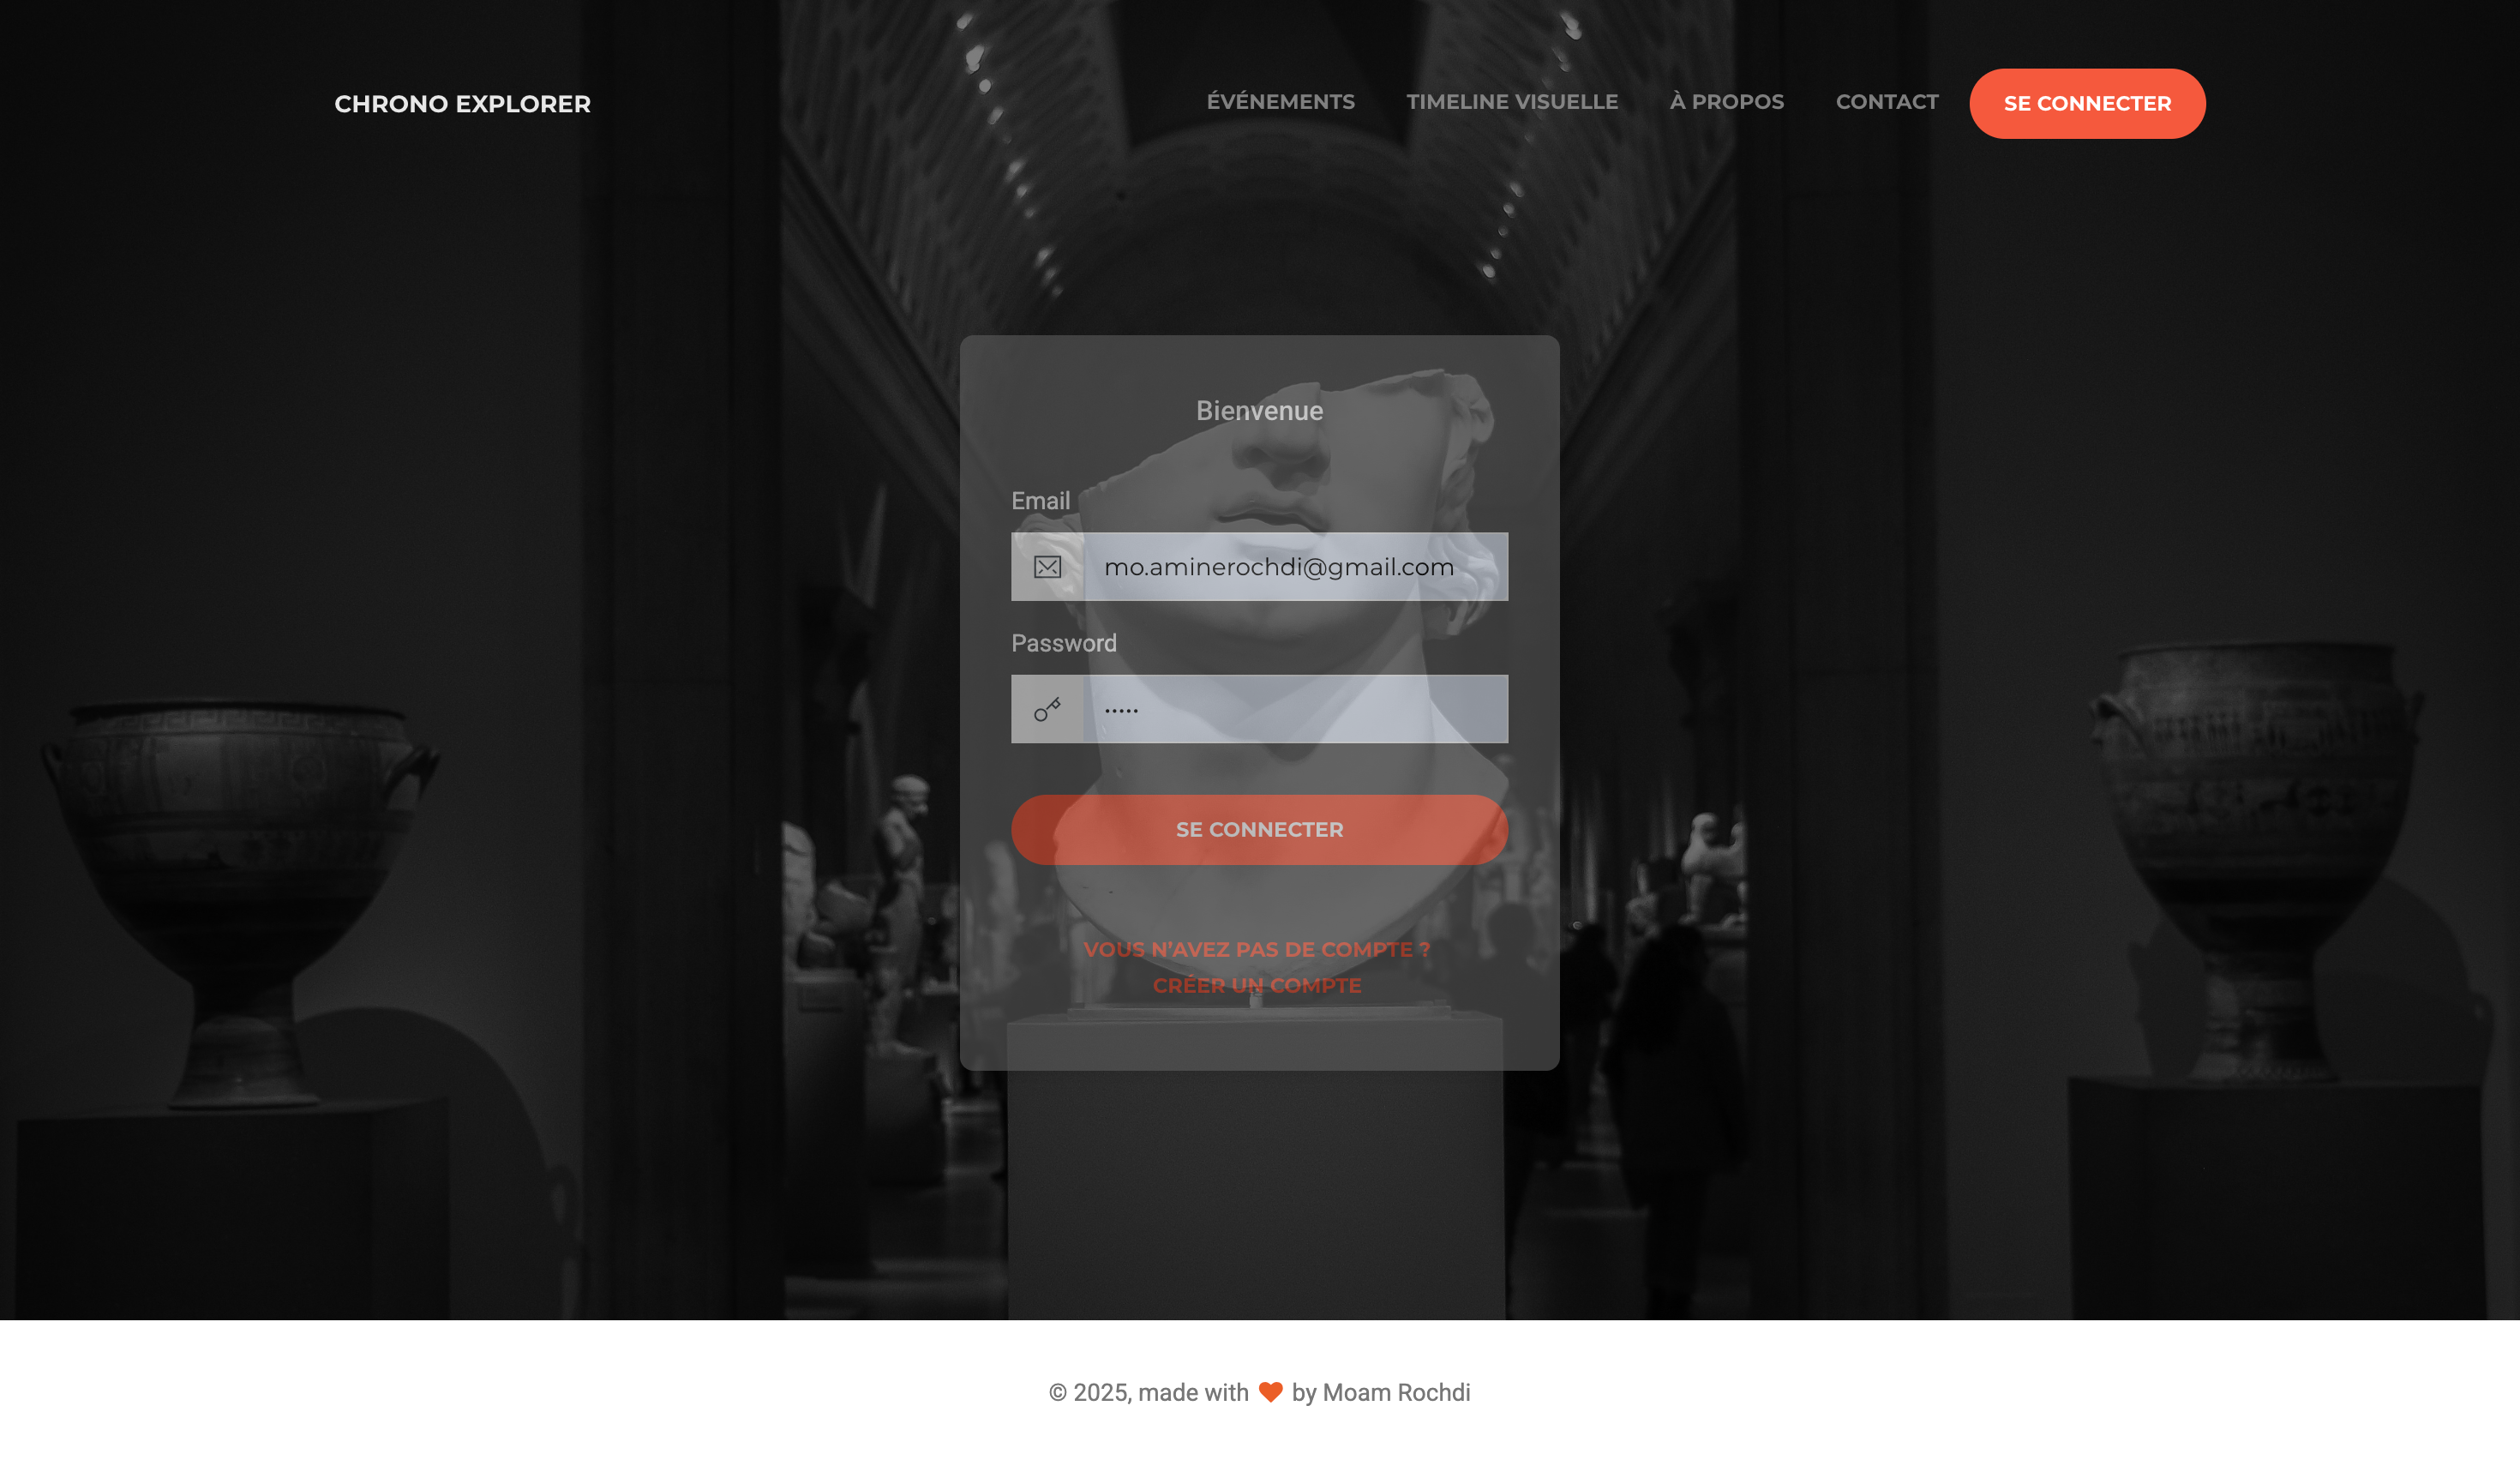 CHRONO EXPLORER
ÉVÉNEMENTS
TIMELINE VISUELLE
À PROPOS
CONTACT
SE CONNECTER
Bienvenue
Email
mo.aminerochdi@gmail.com
Password
•••••
SE CONNECTER
VOUS N’AVEZ PAS DE COMPTE ?
CRÉER UN COMPTE
© 2025, made with ♥ by Moam Rochdi